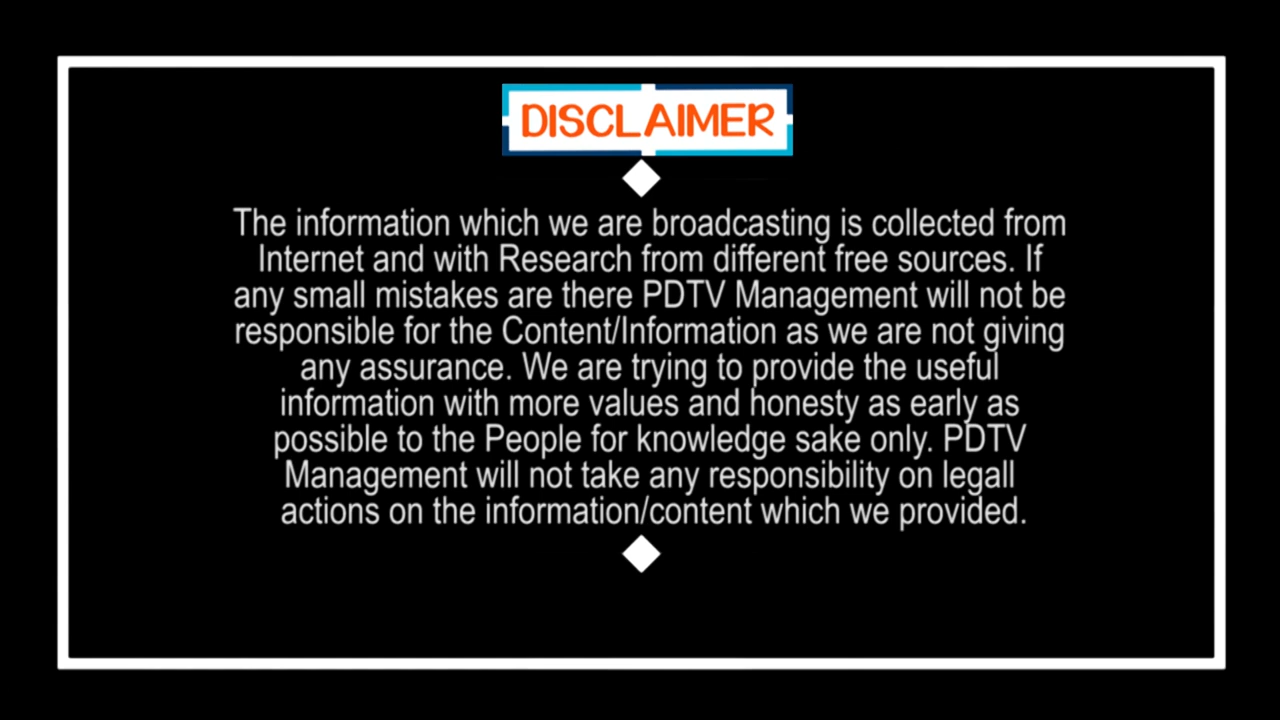 DISCLAIMER
The information which we are broadcasting is collected from
Internet and with Research from different free sources. If
any small mistakes are there PDTV Management will not be
responsible for the Content/Information as we are not giving
any assurance. We are trying to provide the useful
information with more values and honesty as early as
possible to the People for knowledge sake only. PDTV
Management will not take any responsibility on legall
actions on the information/content which we provided.